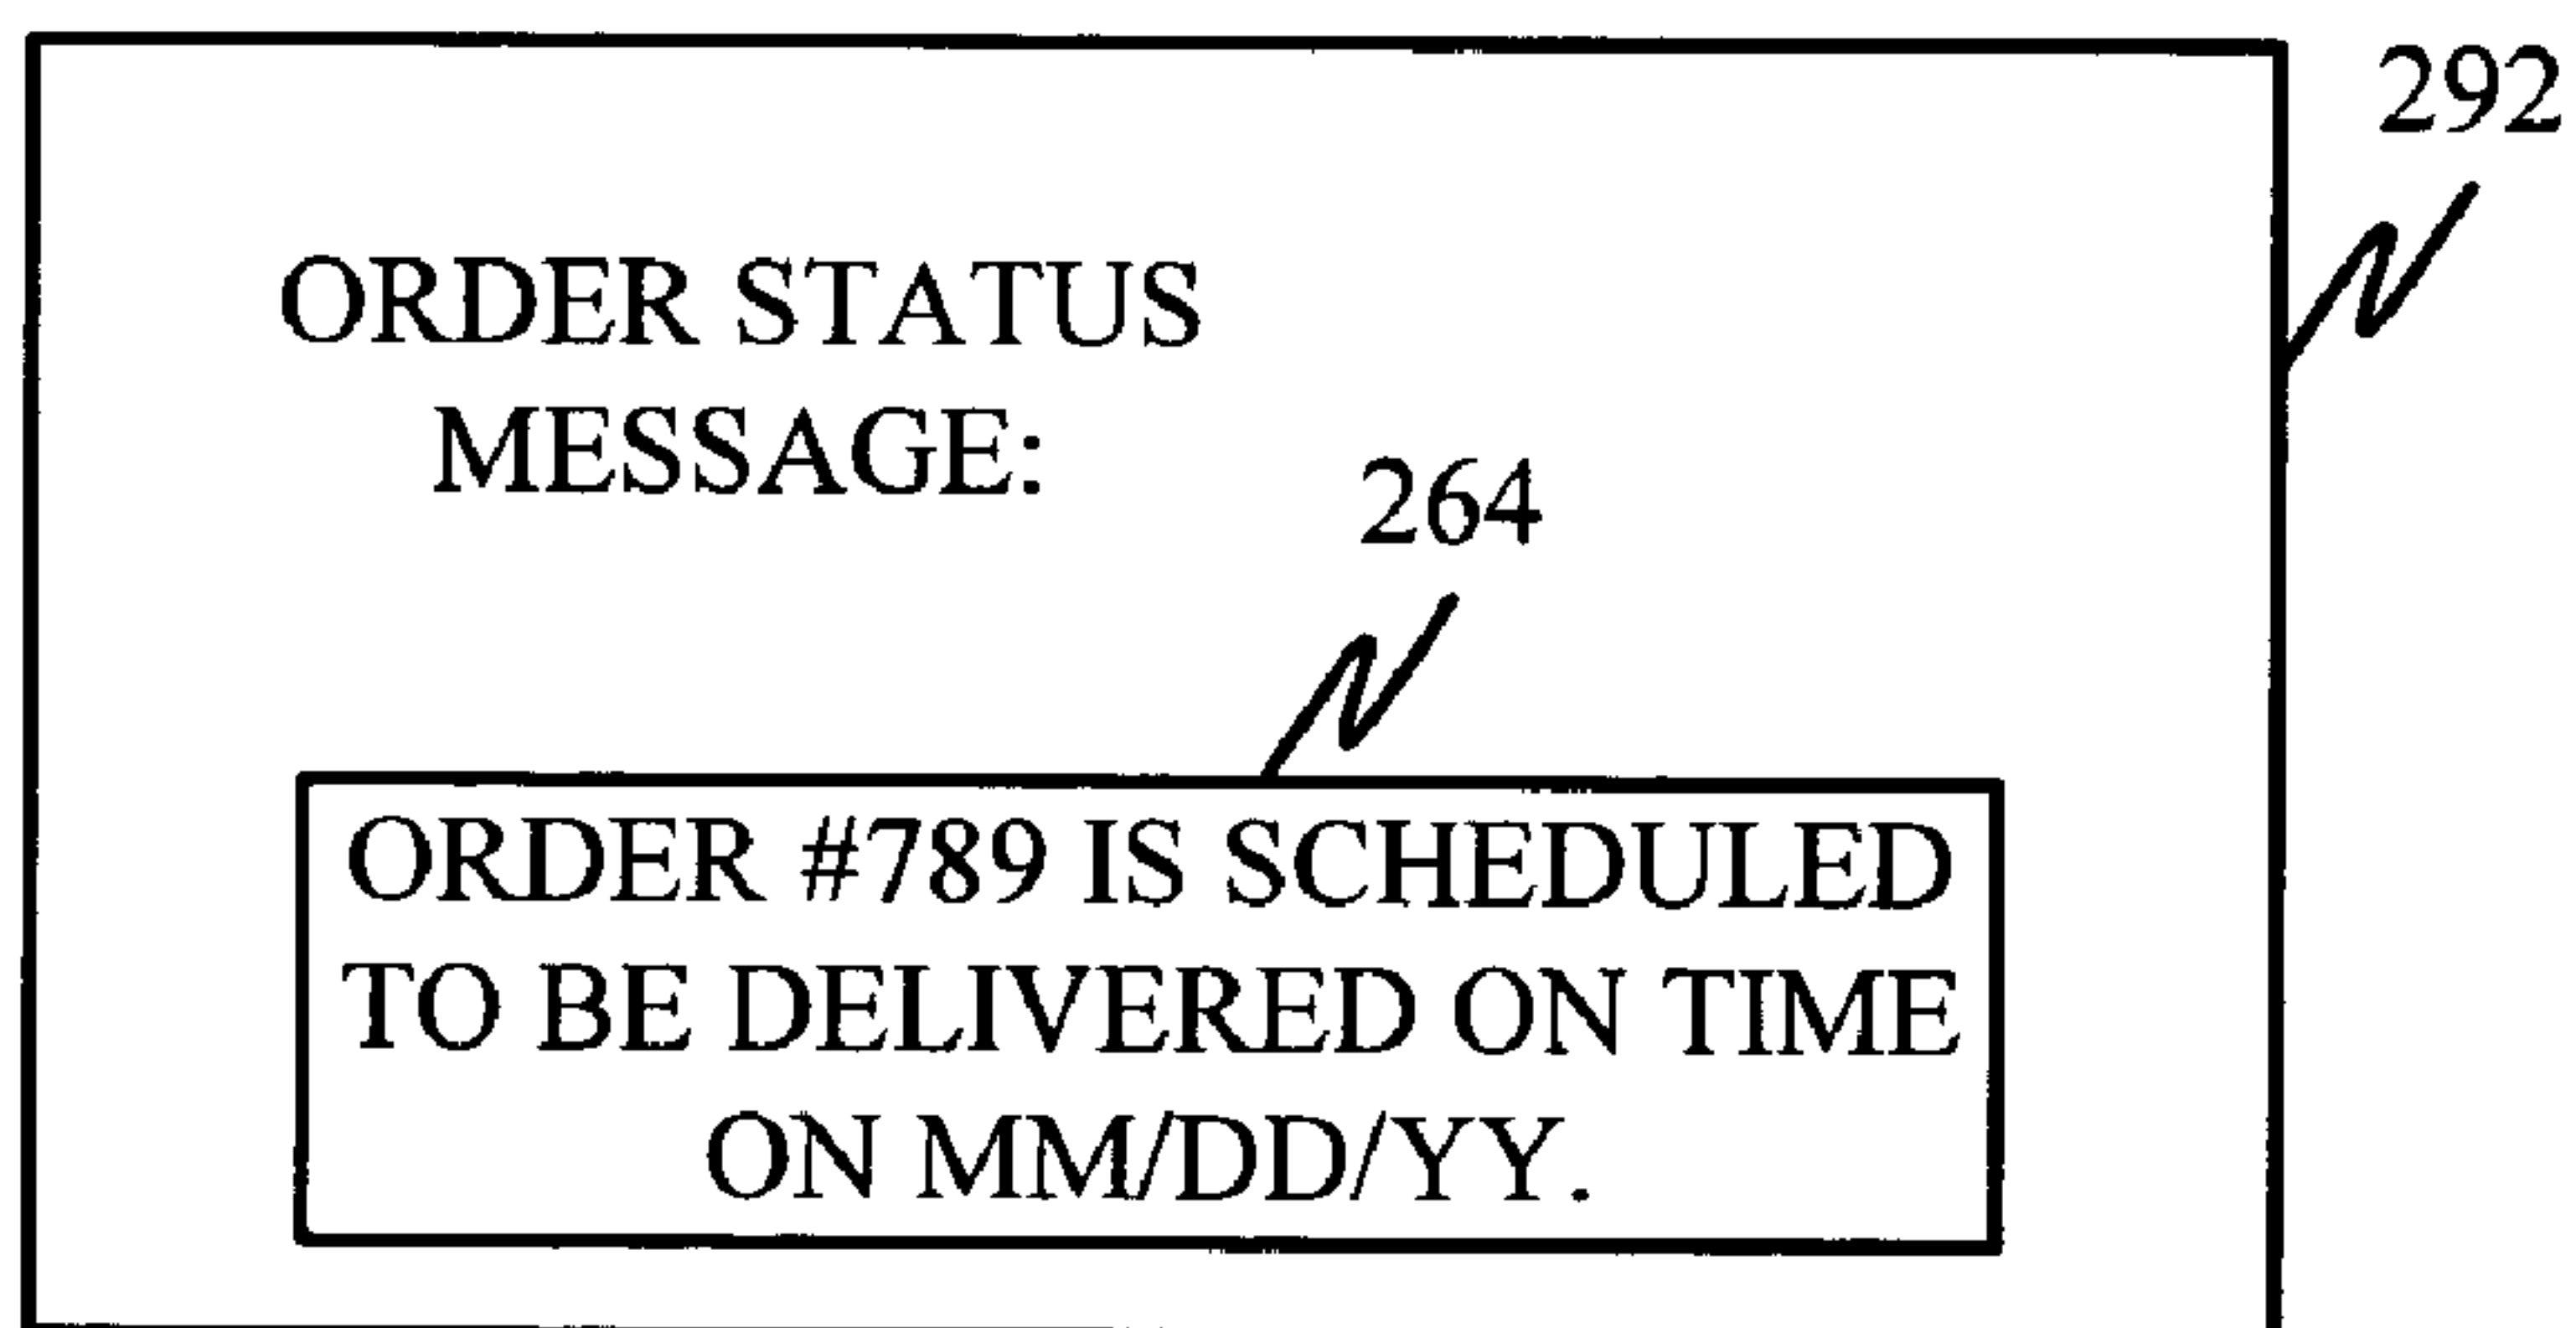 292
ORDER STATUS
MESSAGE:
264
ORDER #789 IS SCHEDULED
TO BE DELIVERED ON TIME
ON MM/DD/YY.